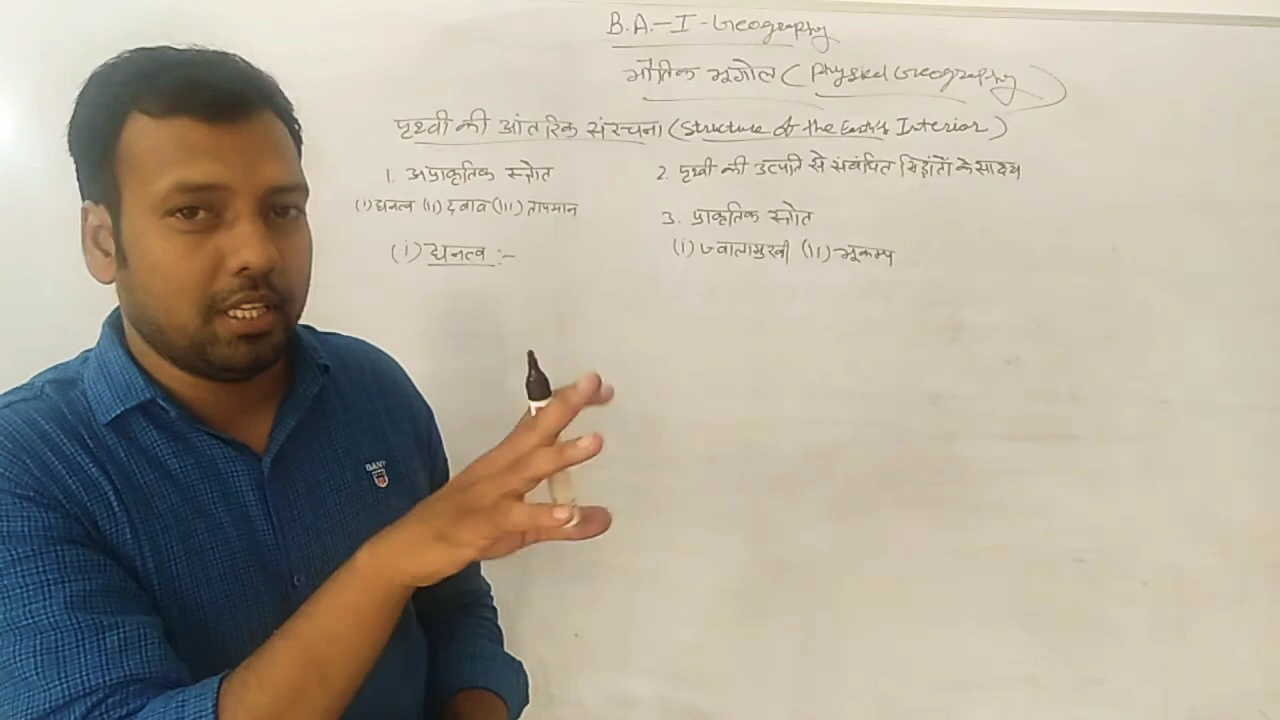 B.A.-I-Geography
भौतिक भूगोल (Physical Geography)
पृथ्वी की आंतरिक संरचना (Structure of the Earth's Interior)
1. अप्राकृतिक स्त्रोत
(i) घनत्व (ii) दबाव (iii) तापमान
(i) घनत्व :-
2. पृथ्वी की उत्पति से संबंधित सिद्दांतों के साक्ष्य
3. प्राकृतिक स्त्रोत
(i) ज्वालामुखी (ii) भूकम्प
GANT